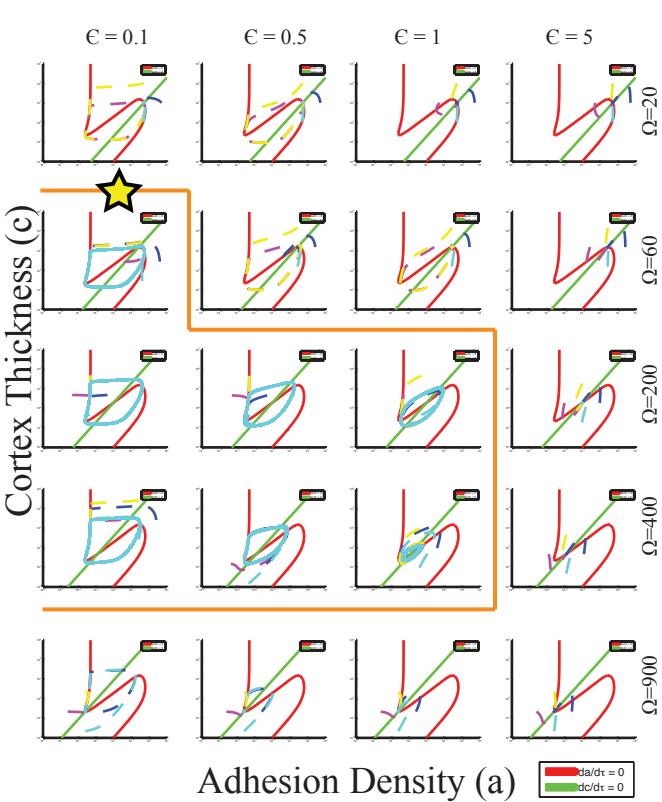 Є = 0.1 Є = 0.5 Є = 1 Є = 5
Ω=20
Ω=60
Ω=200
Ω=400
Ω=900
Cortex Thickness (c)
Adhesion Density (a)
da/dτ = 0
dc/dτ = 0